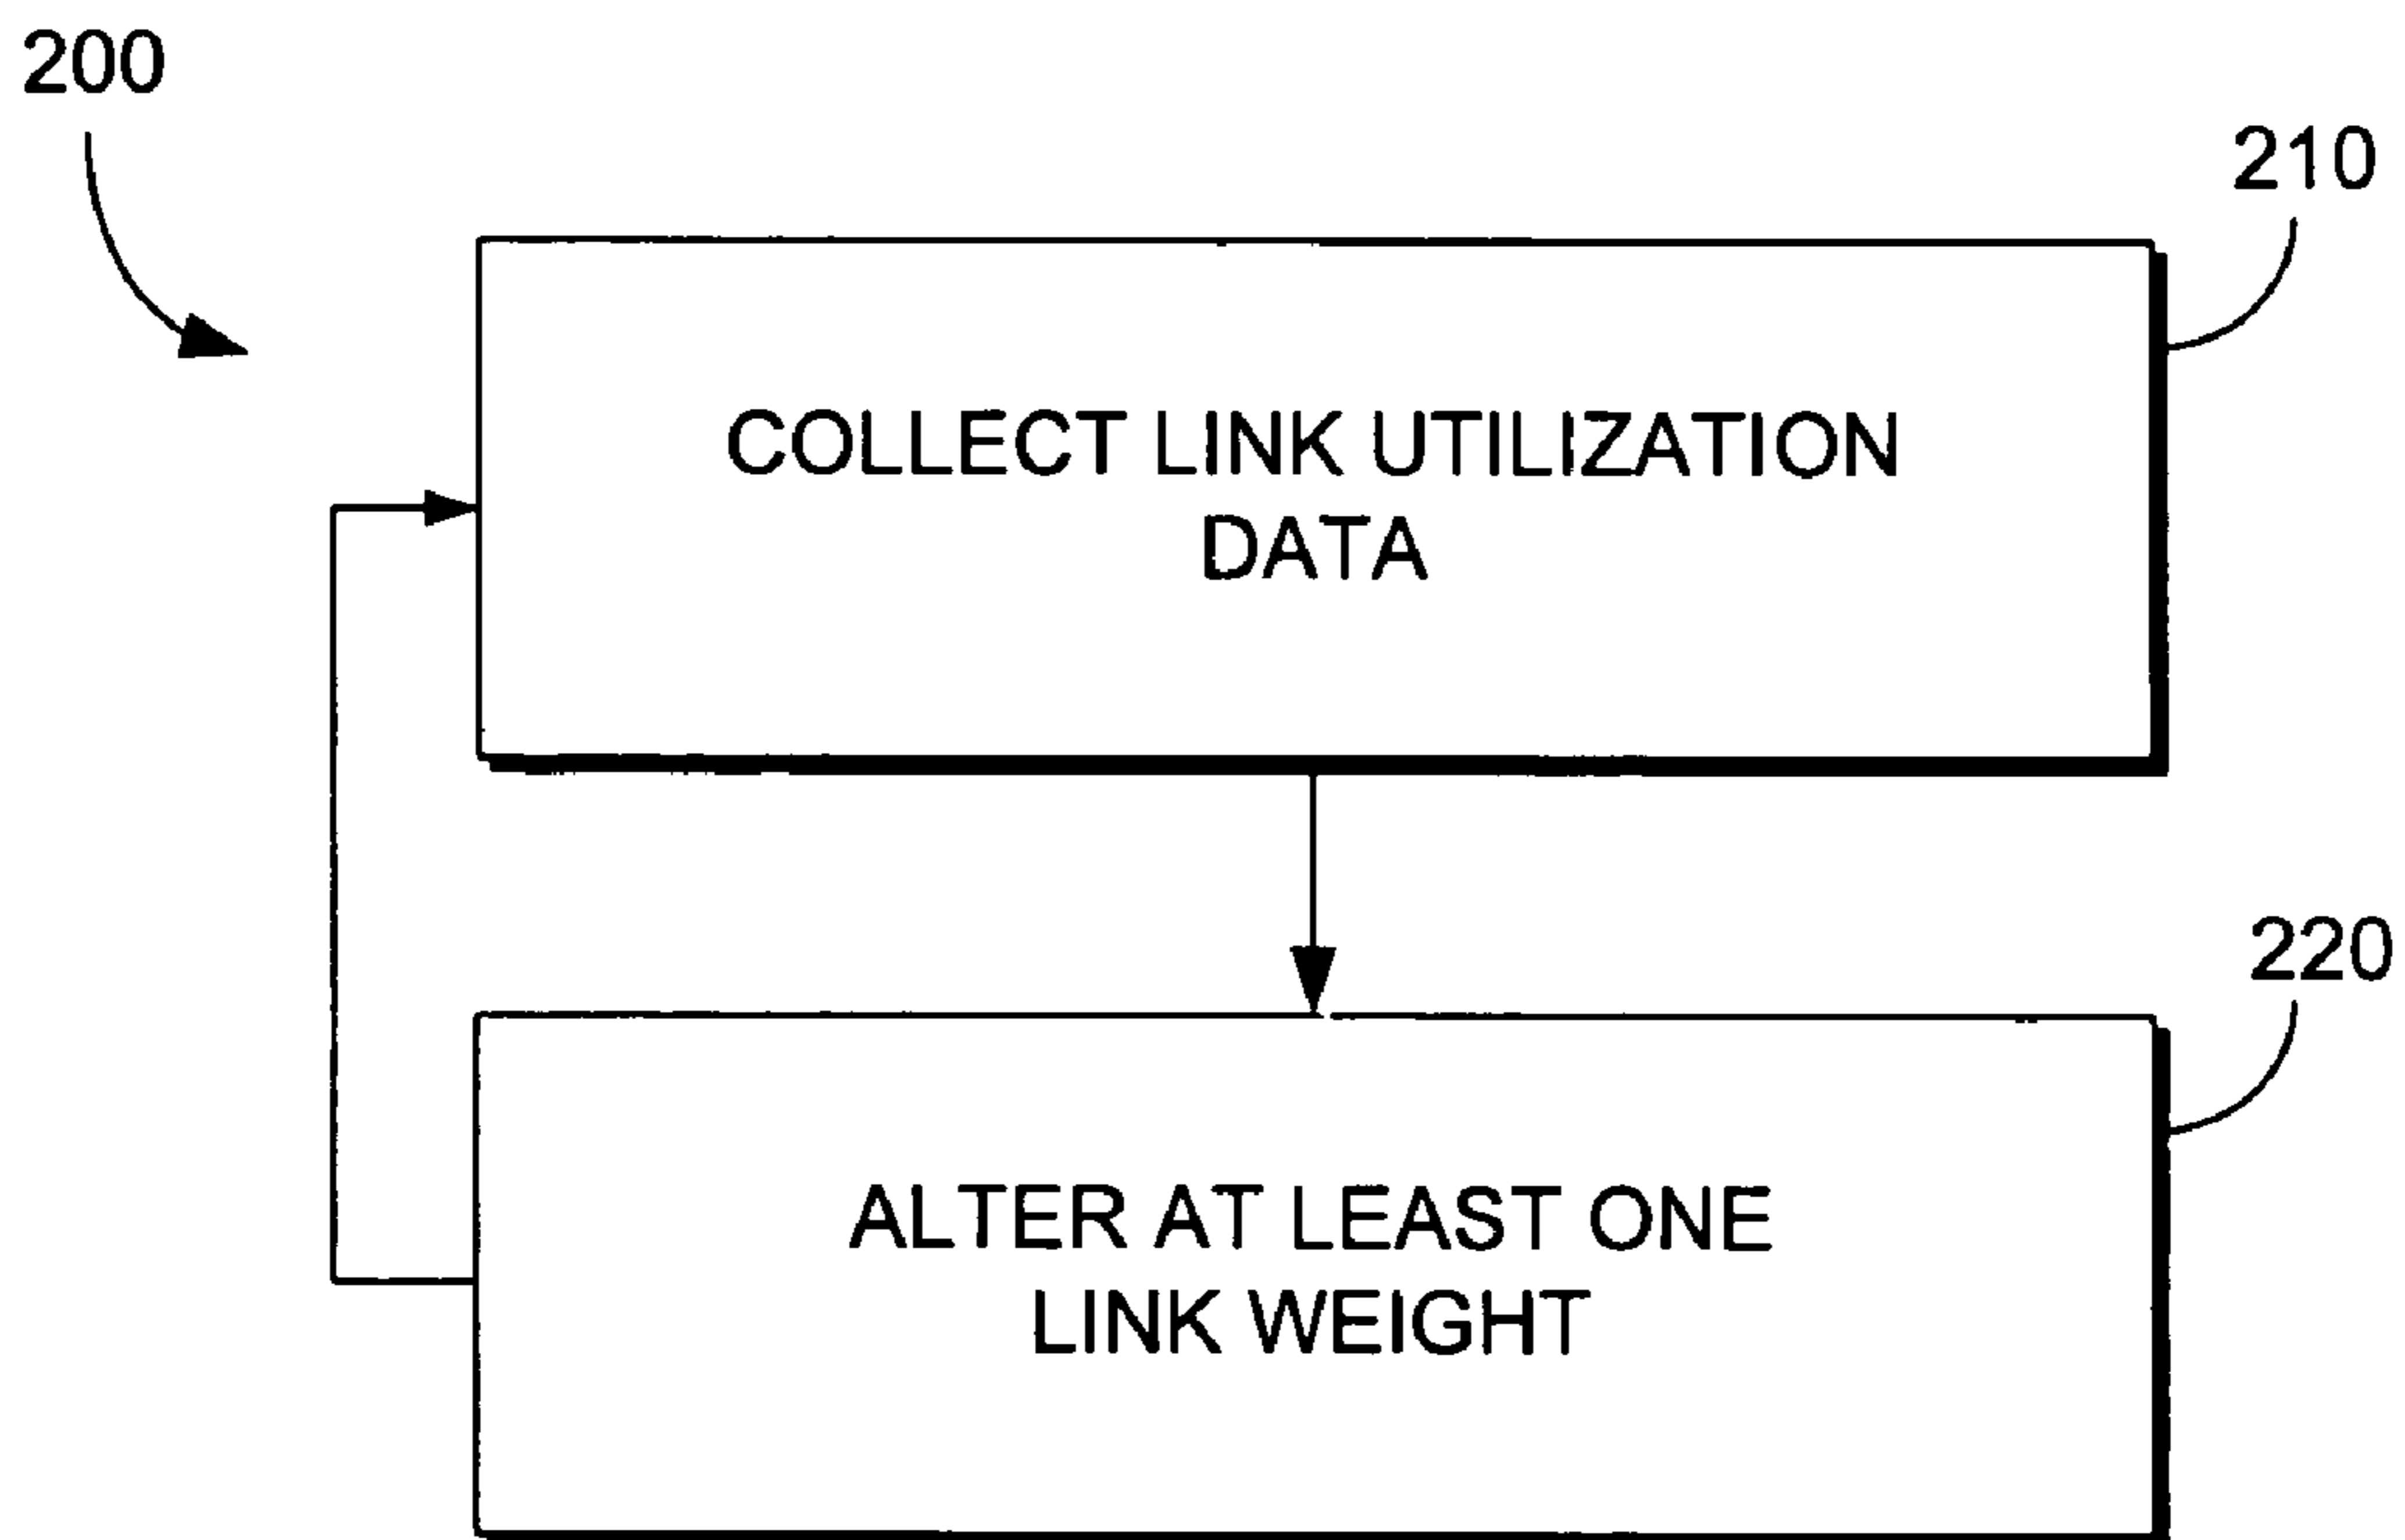 200
210
COLLECT LINK UTILIZATION
DATA
220
ALTER AT LEAST ONE
LINK WEIGHT